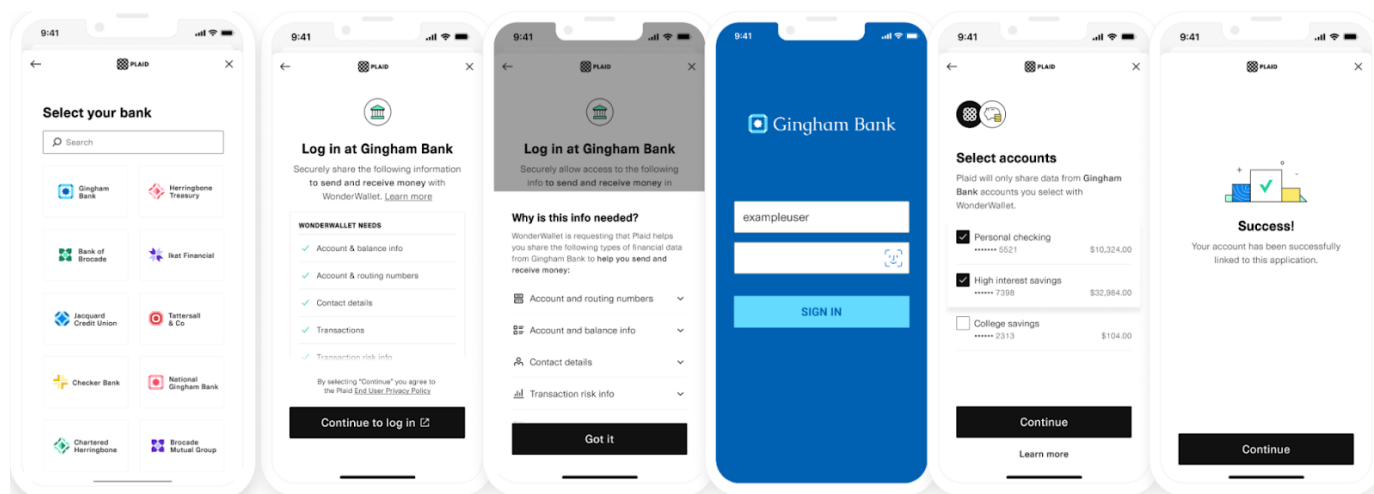 9:41
PLAID
Select your bank
Search
Gingham Bank
Herringbone Treasury
Bank of Brocade
Ikat Financial
Jacquard Credit Union
Tattersall & Co
Checker Bank
National Gingham Bank
Chartered Herringbone
Brocade Mutual Group
9:41
PLAID
Log in at Gingham Bank
Securely share the following information
to send and receive money with
WonderWallet. Learn more
WONDERWALLET NEEDS
Account & balance info
Account & routing numbers
Contact details
Transactions
Transaction risk info
By selecting "Continue" you agree to
the Plaid End User Privacy Policy
Continue to log in
9:41
PLAID
Log in at Gingham Bank
Securely allow access to the following
info to send and receive money in
Why is this info needed?
WonderWallet is requesting that Plaid helps
you share the following types of financial data
from Gingham Bank to help you send and
receive money:
Account and routing numbers
Account and balance info
Contact details
Transaction risk info
Got it
9:41
Gingham Bank
exampleuser
SIGN IN
9:41
PLAID
Select accounts
Plaid will only share data from Gingham
Bank accounts you select with
WonderWallet.
Personal checking
••••••• 5521 $10,324.00
High interest savings
•••••• 7398 $32,984.00
College savings
•••••• 2313 $104.00
Continue
Learn more
9:41
PLAID
Success!
Your account has been successfully
linked to this application.
Continue